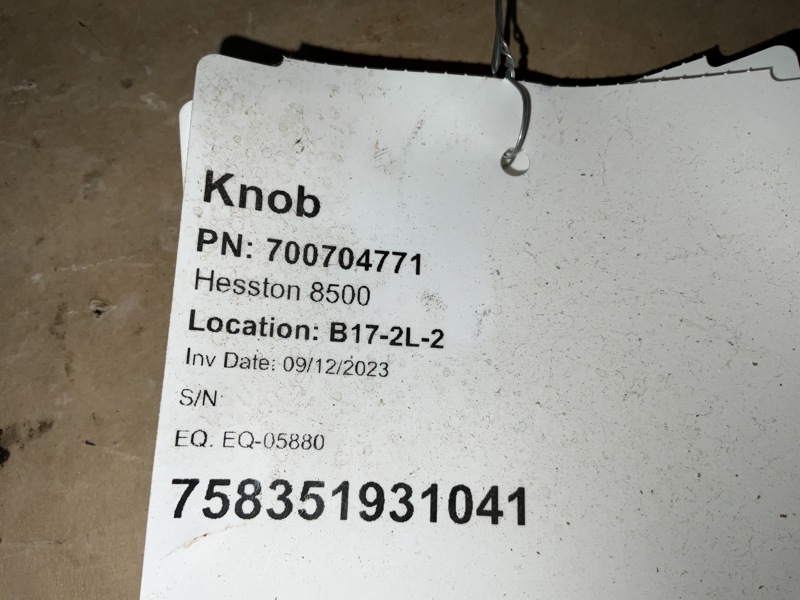 Knob
PN: 700704771
Hesston 8500
Location: B17-2L-2
Inv Date: 09/12/2023
S/N
EQ. EQ-05880
758351931041